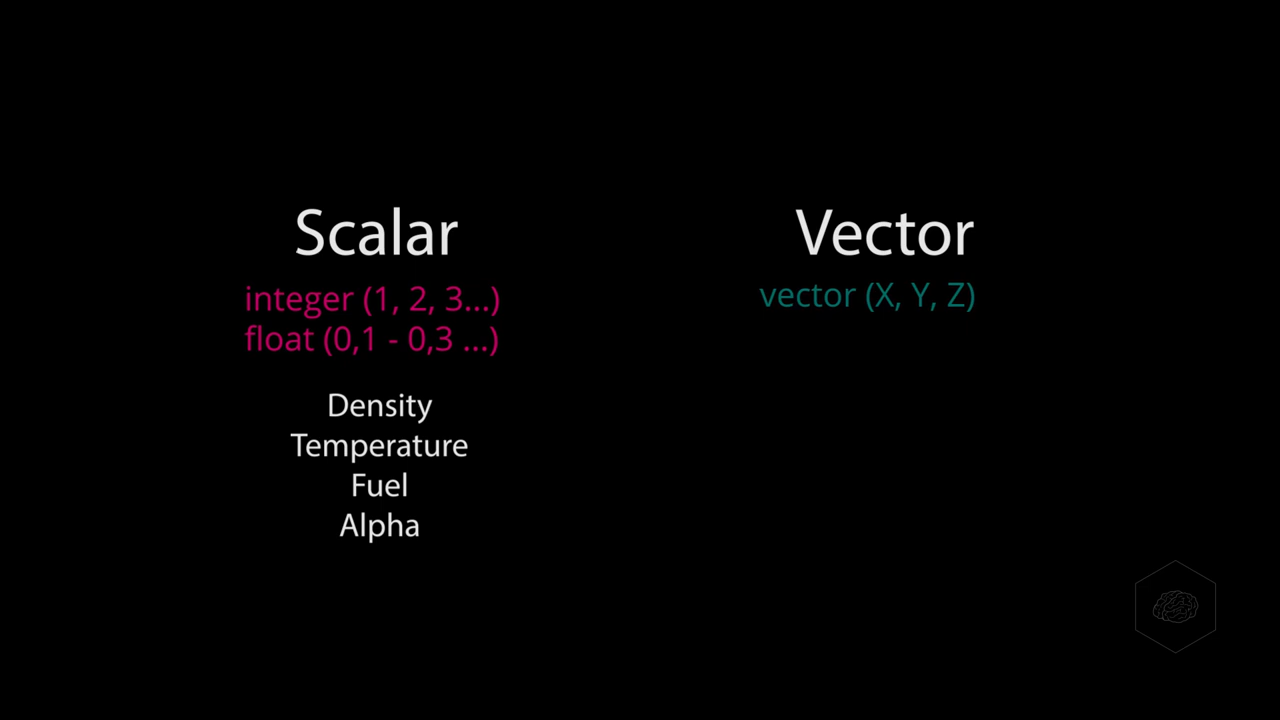 Scalar
integer (1, 2, 3...)
float (0,1 - 0,3 ...)
Density
Temperature
Fuel
Alpha
Vector
vector (X, Y, Z)